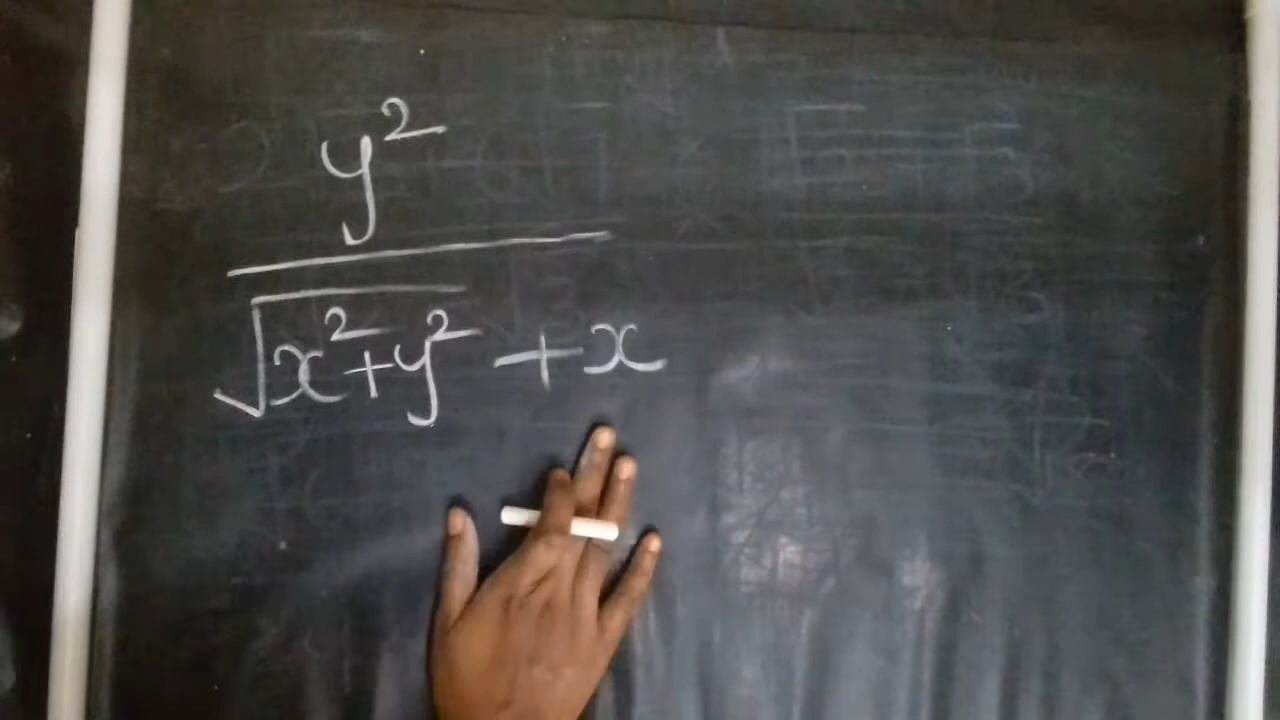 y²
√x²+y² + x